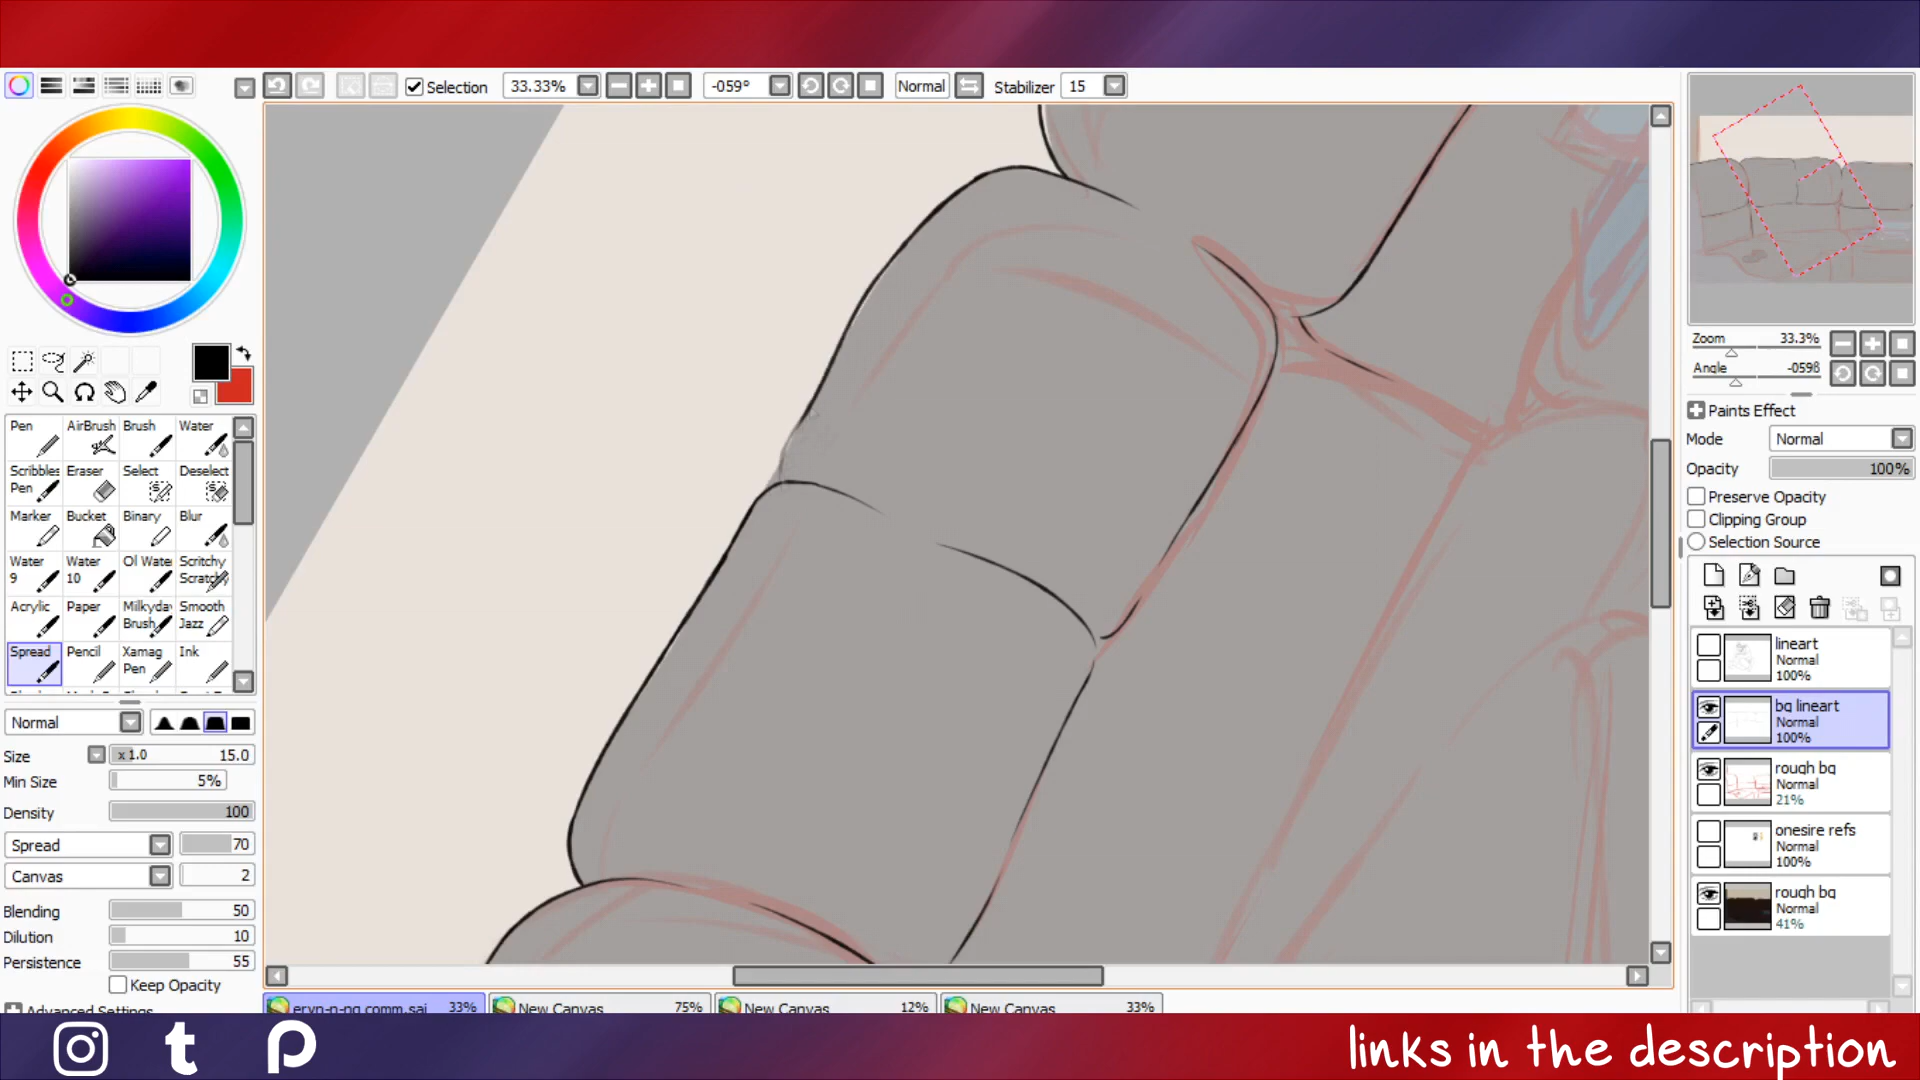 Selection 33.33% -059° Normal Stabilizer 15
Pen AirBrush Brush Water
Scribbles Pen Eraser Select Deselect
Marker Bucket Binary Blur
Water 9 Water 10 Ol Wate Scritchy Scratch
Acrylic Paper Milkyda Brush Smooth Jazz
Spread Pencil Xamag Pen Ink
Normal
Size x 1.0 15.0
Min Size 5%
Density 100
Spread 70
Canvas 2
Blending 50
Dilution 10
Persistence 55
Keep Opacity
Advanced Settings
Zoom 33.3%
Angle -059ß
Paints Effect
Mode Normal
Opacity 100%
Preserve Opacity
Clipping Group
Selection Source
lineart
Normal
100%
bg lineart
Normal
100%
rough bg
Normal
21%
onesire refs
Normal
100%
rough bg
Normal
41%
eryn-n-ng comm.sai 33% New Canvas 75% New Canvas 12% New Canvas 33%
links in the description